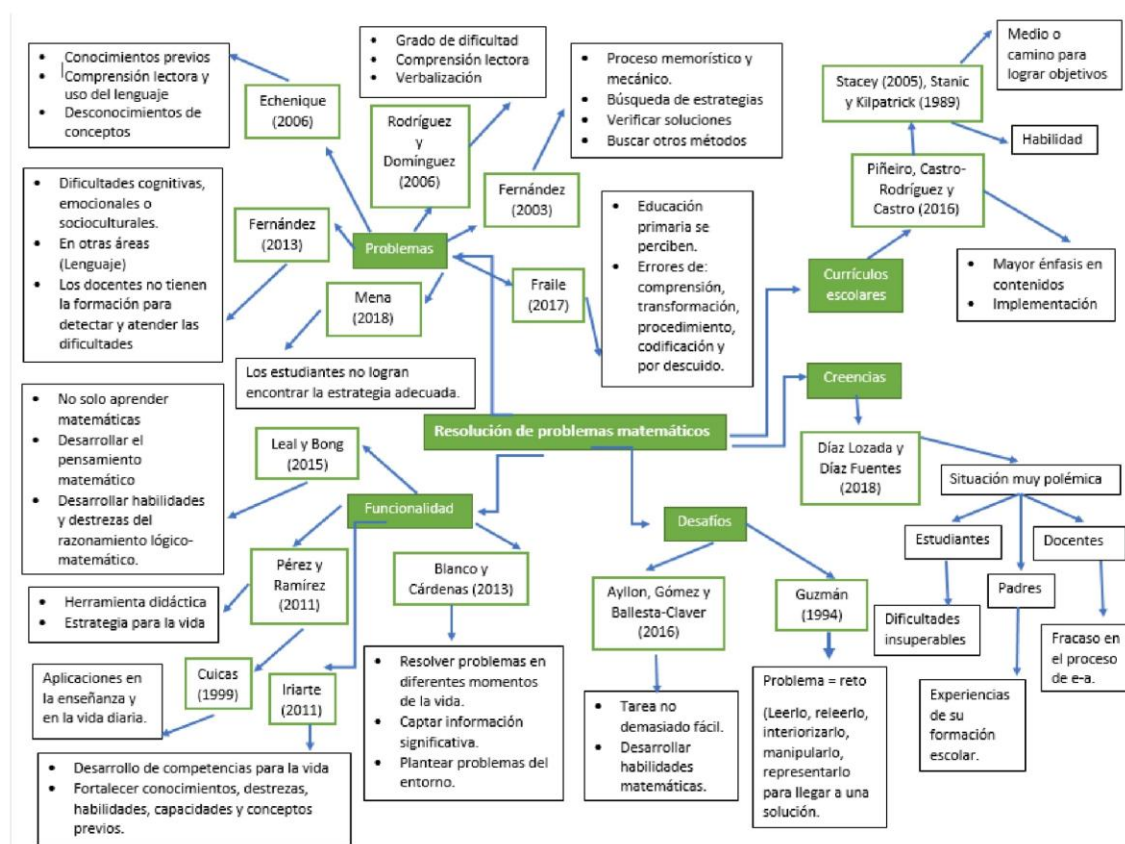 Conocimientos previos
Comprensión lectora y
uso del lenguaje
Desconocimientos de
conceptos
Echenique
(2006)
Grado de dificultad
Comprensión lectora
Verbalización
Rodríguez
y
Domínguez
(2006)
Proceso memorístico y
mecánico.
Búsqueda de estrategias
Verificar soluciones
Buscar otros métodos
Fernández
(2003)
Stacey (2005), Stanic
y Kilpatrick (1989)
Medio o
camino para
lograr objetivos
Habilidad
Piñeiro, Castro-
Rodríguez y
Castro (2016)
Mayor énfasis en
contenidos
Implementación
Currículos
escolares
Dificultades cognitivas,
emocionales o
socioculturales.
En otras áreas
(Lenguaje)
Los docentes no tienen
la formación para
detectar y atender las
dificultades
Fernández
(2013)
Problemas
Mena
(2018)
Los estudiantes no logran
encontrar la estrategia adecuada.
Fraile
(2017)
Educación
primaria se
perciben.
Errores de:
comprensión,
transformación,
procedimiento,
codificación y
por descuido.
Creencias
Resolución de problemas matemáticos
Díaz Lozada y
Díaz Fuentes
(2018)
Situación muy polémica
Estudiantes
Docentes
Padres
Dificultades
insuperables
Fracaso en
el proceso
de e-a.
Experiencias
de su
formación
escolar.
No solo aprender
matemáticas
Desarrollar el
pensamiento
matemático
Desarrollar habilidades
y destrezas del
razonamiento lógico-
matemático.
Leal y Bong
(2015)
Funcionalidad
Desafíos
Pérez y
Ramírez
(2011)
Herramienta didáctica
Estrategia para la vida
Blanco y
Cárdenas (2013)
Ayllon, Gómez y
Ballesta-Claver
(2016)
Guzmán
(1994)
Cuicas
(1999)
Aplicaciones en
la enseñanza y
en la vida diaria.
Iriarte
(2011)
Desarrollo de competencias para la vida
Fortalecer conocimientos, destrezas,
habilidades, capacidades y conceptos
previos.
Resolver problemas en
diferentes momentos
de la vida.
Captar información
significativa.
Plantear problemas del
entorno.
Tarea no
demasiado fácil.
Desarrollar
habilidades
matemáticas.
Problema = reto
(Leerlo, releerlo,
interiorizarlo,
manipularlo,
representarlo
para llegar a una
solución.